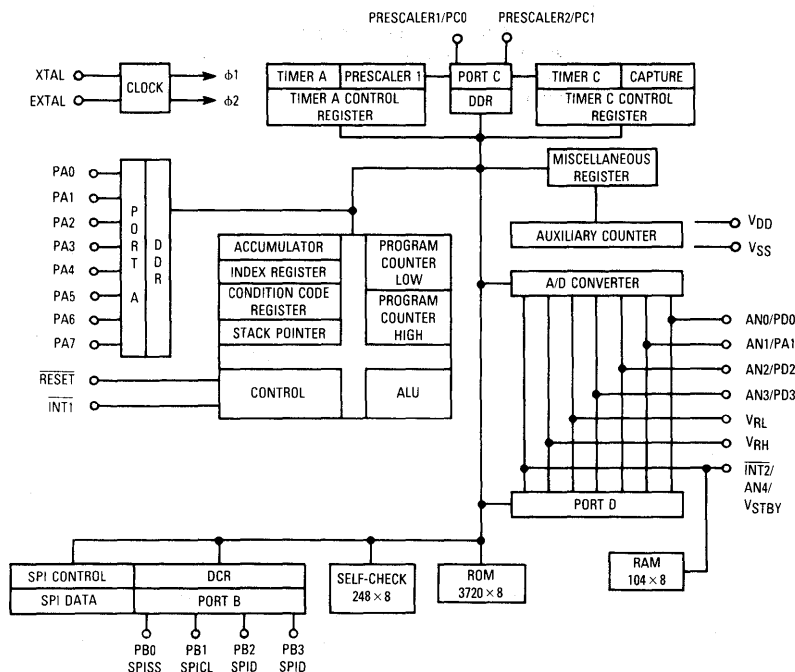 PRESCALER1/PC0 PRESCALER2/PC1
XTAL
EXTAL
CLOCK
ϕ1
ϕ2
TIMER A PRESCALER 1
TIMER A CONTROL
REGISTER
PORT C
DDR
TIMER C CAPTURE
TIMER C CONTROL
REGISTER
MISCELLANEOUS
REGISTER
AUXILIARY COUNTER
VDD
VSS
PA0
PA1
PA2
PA3
PA4
PA5
PA6
PA7
PORT A
DDR
ACCUMULATOR
INDEX REGISTER
CONDITION CODE
REGISTER
STACK POINTER
PROGRAM
COUNTER
LOW
PROGRAM
COUNTER
HIGH
CONTROL
ALU
RESET
INT1
A/D CONVERTER
AN0/PD0
AN1/PA1
AN2/PD2
AN3/PD3
VRL
VRH
INT2/
AN4/
VSTBY
PORT D
SPI CONTROL DCR
SPI DATA PORT B
SELF-CHECK
248 × 8
ROM
3720 × 8
RAM
104 × 8
PB0 PB1 PB2 PB3
SPISS SPICL SPID SPID